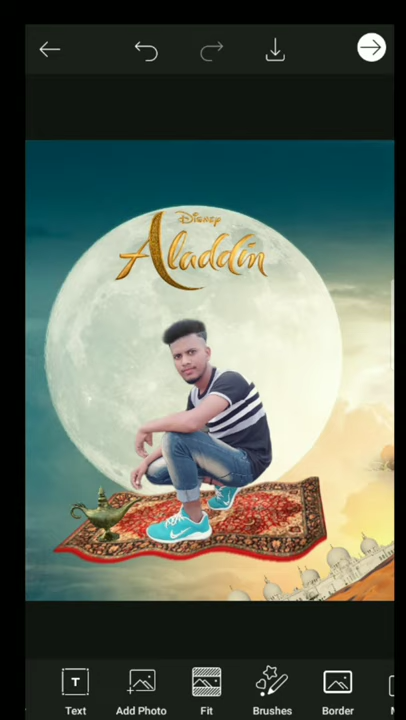 Disney
Aladdin
Text
Add Photo
Fit
Brushes
Border